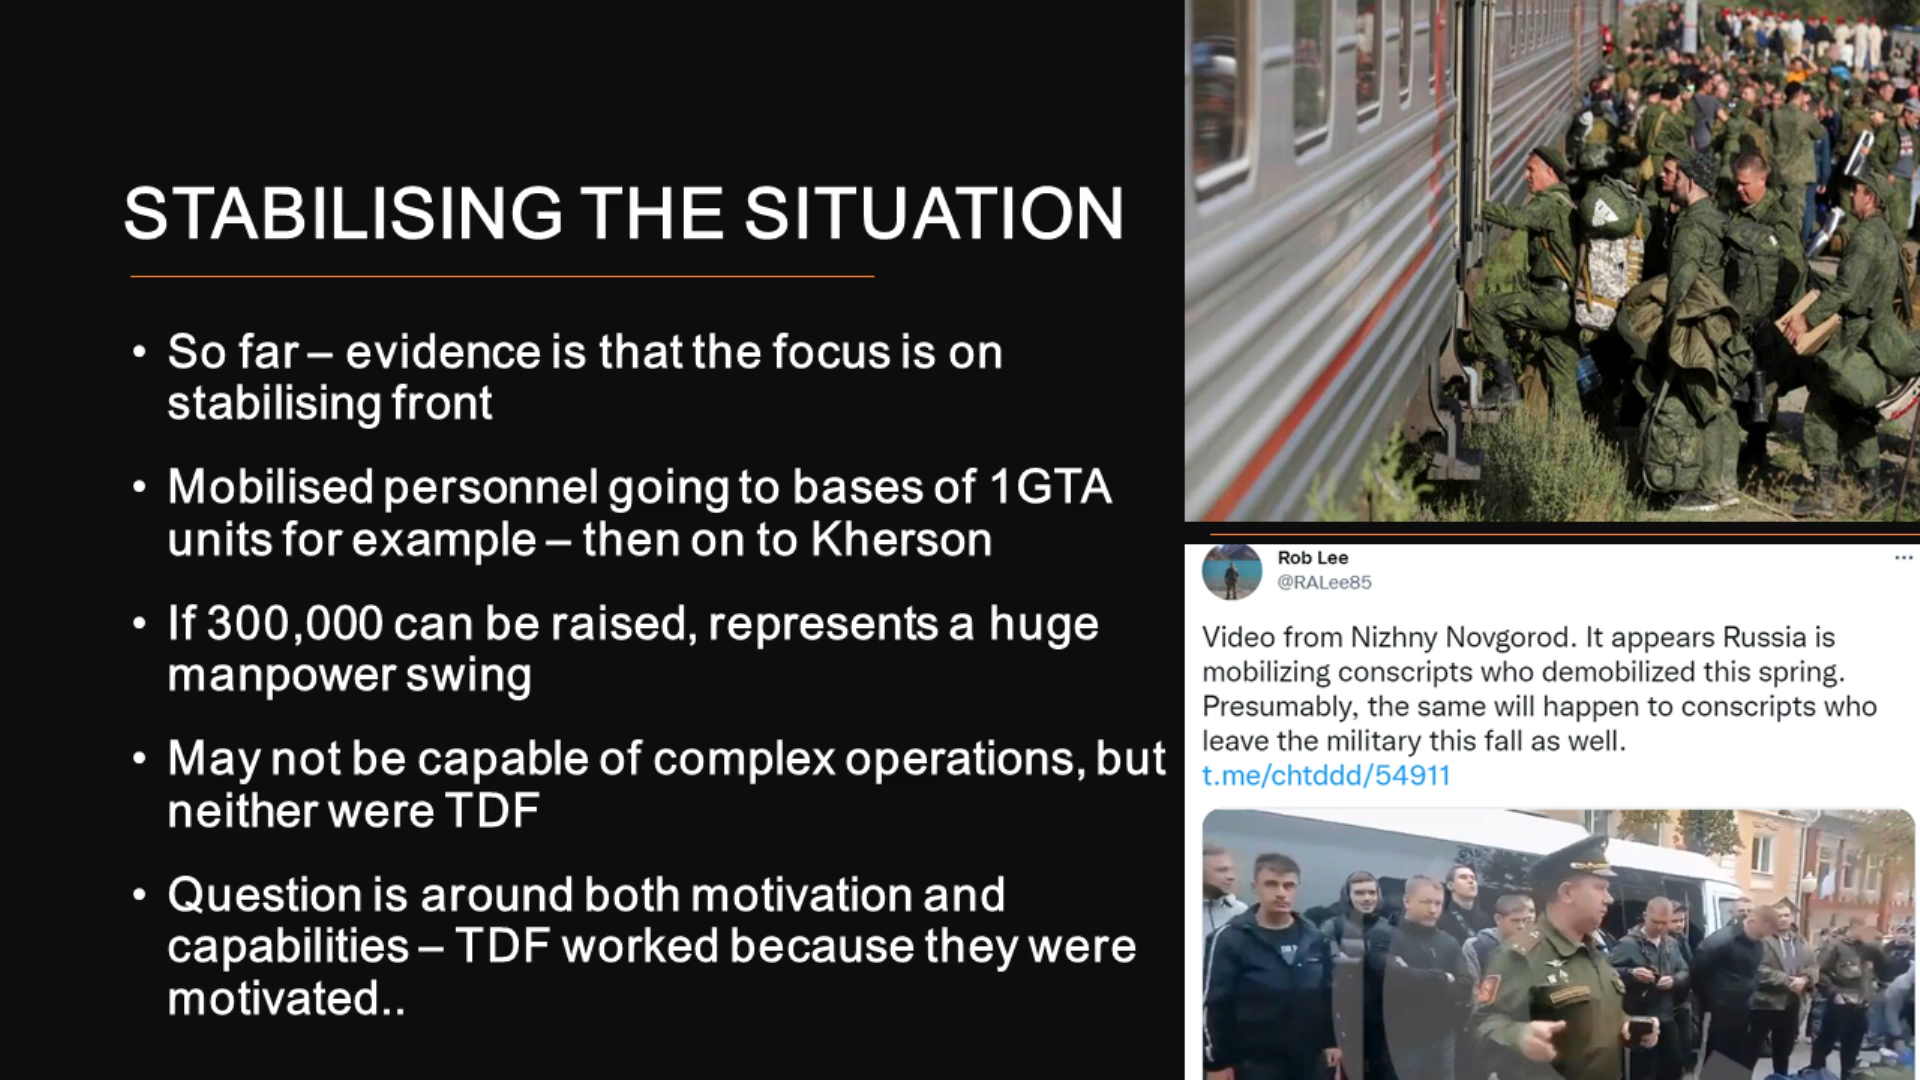 STABILISING THE SITUATION
• So far – evidence is that the focus is on
stabilising front
• Mobilised personnel going to bases of 1GTA
units for example – then on to Kherson
• If 300,000 can be raised, represents a huge
manpower swing
• May not be capable of complex operations, but
neither were TDF
• Question is around both motivation and
capabilities – TDF worked because they were
motivated..
Rob Lee
@RALee85
Video from Nizhny Novgorod. It appears Russia is
mobilizing conscripts who demobilized this spring.
Presumably, the same will happen to conscripts who
leave the military this fall as well.
t.me/chtddd/54911